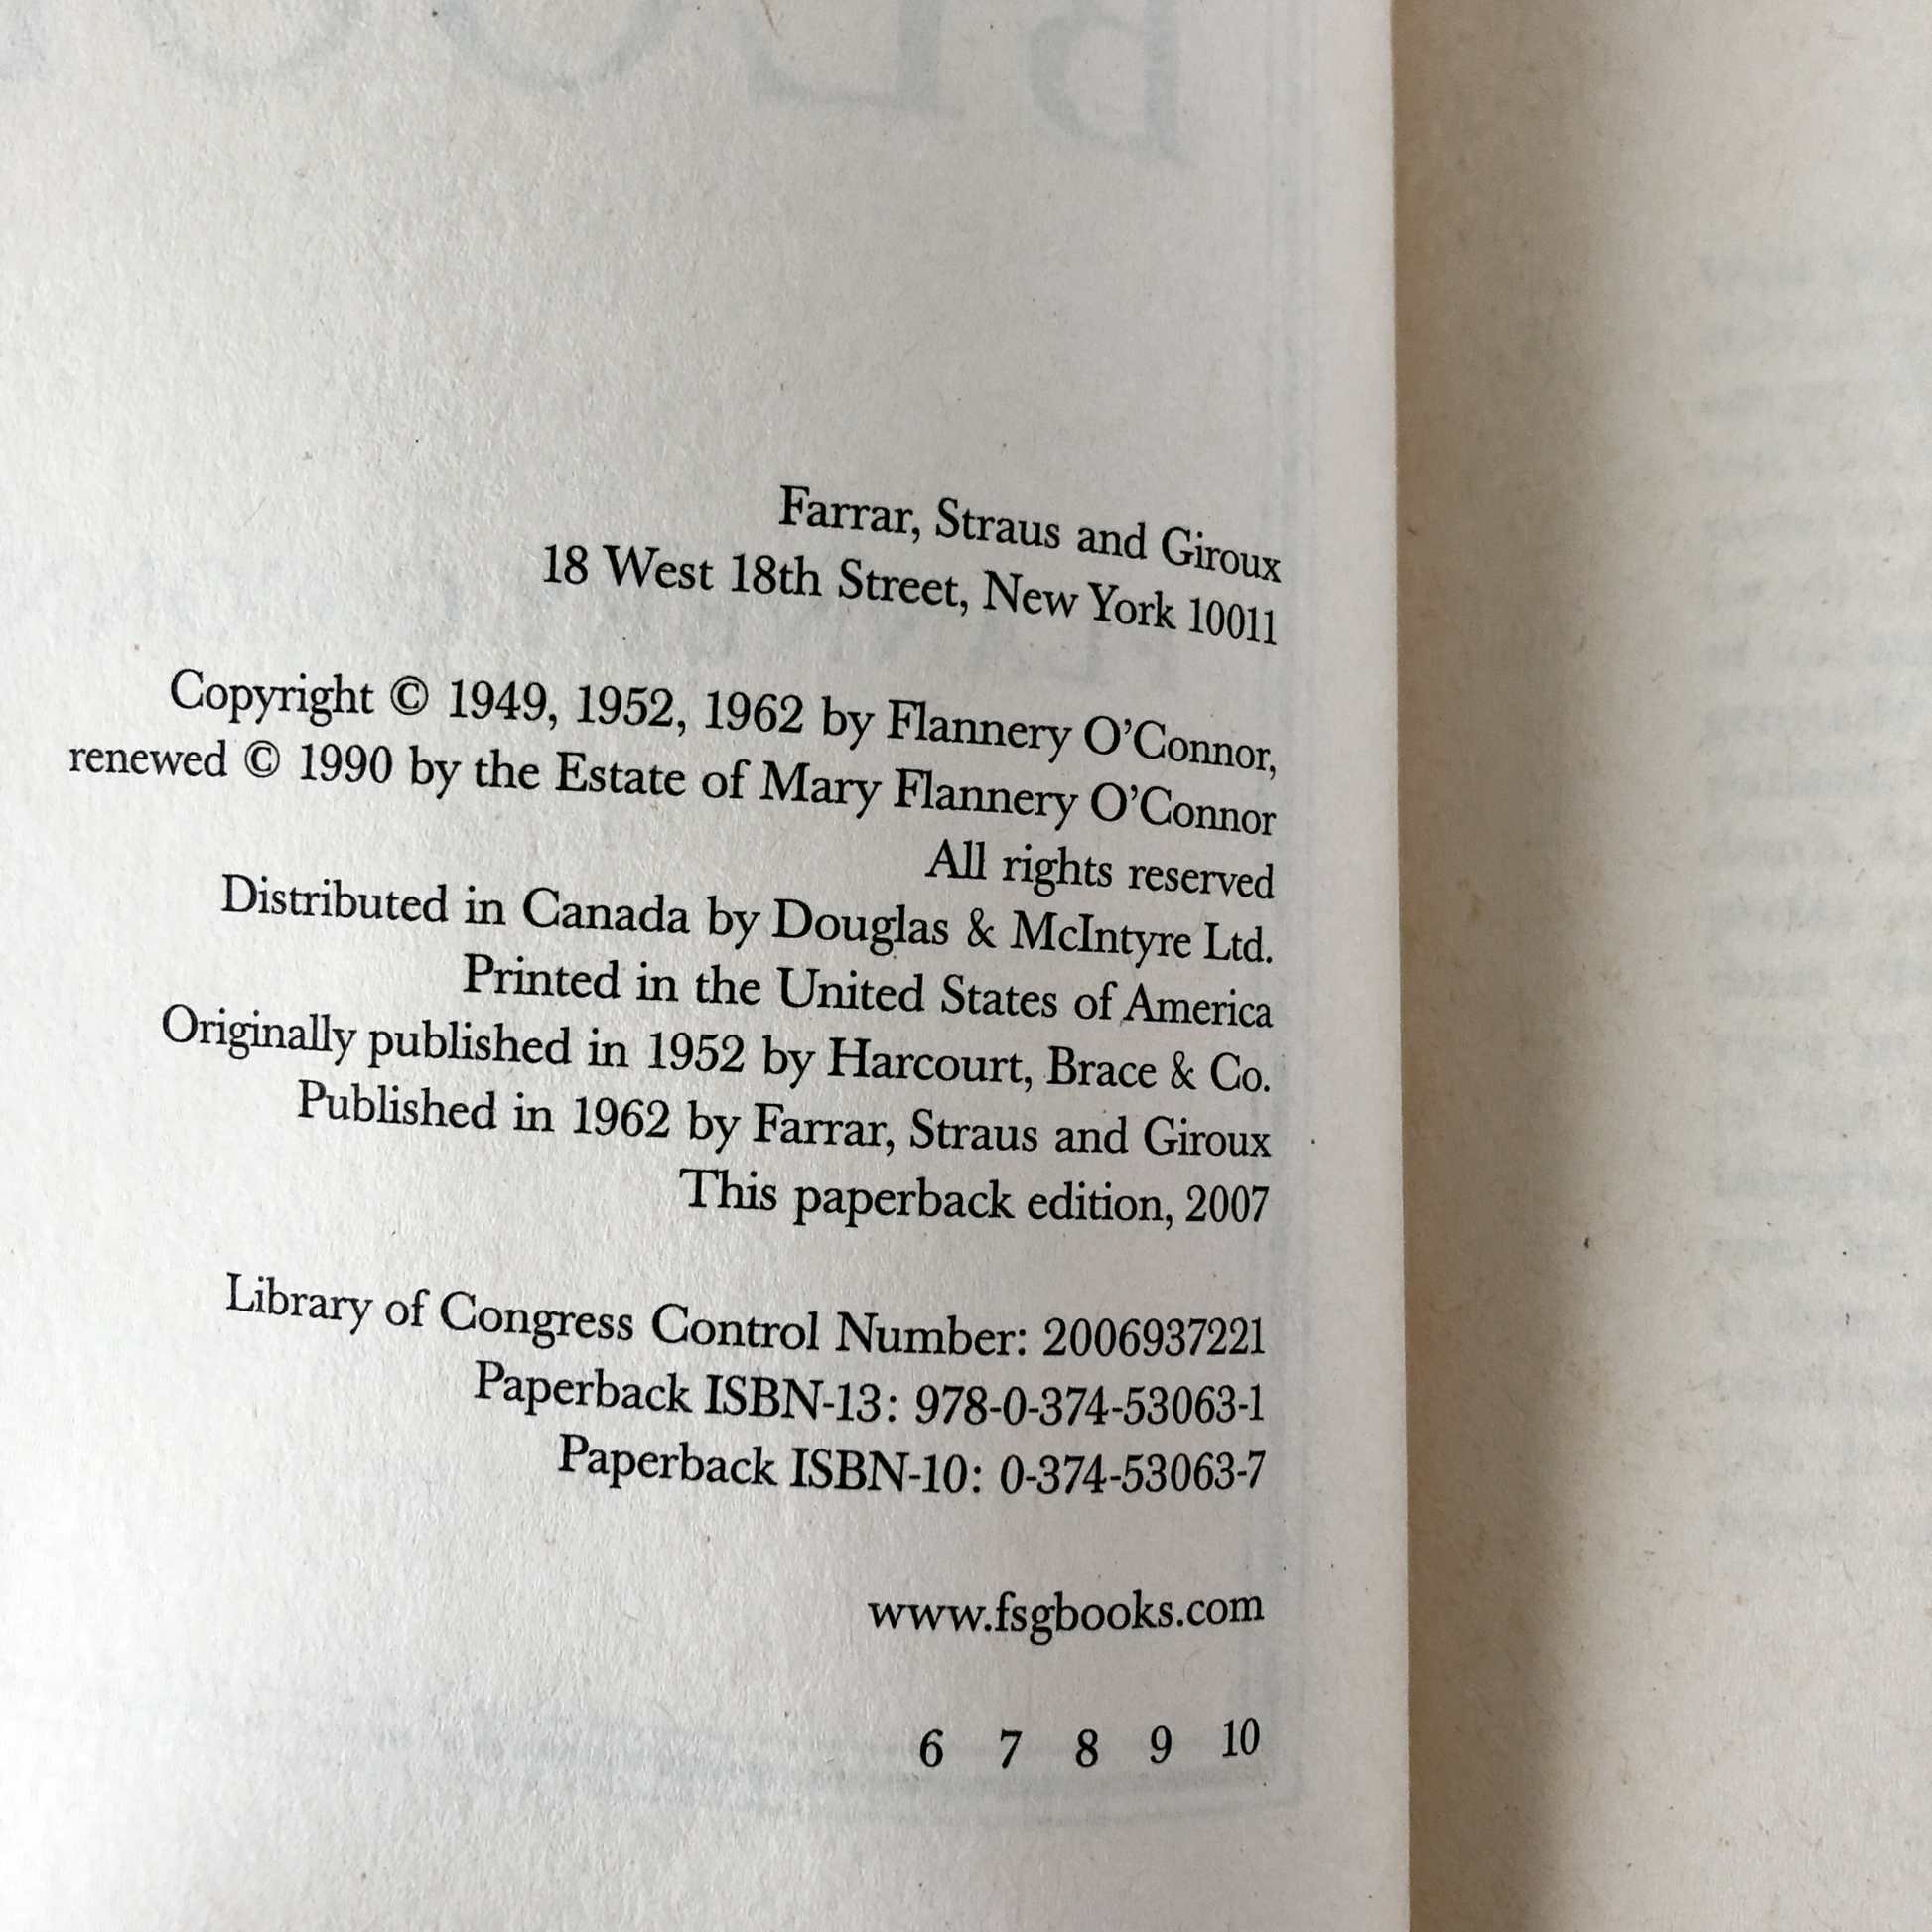 Farrar, Straus and Giroux
18 West 18th Street, New York 10011
Copyright © 1949, 1952, 1962 by Flannery O’Connor,
renewed © 1990 by the Estate of Mary Flannery O’Connor
All rights reserved
Distributed in Canada by Douglas & McIntyre Ltd.
Printed in the United States of America
Originally published in 1952 by Harcourt, Brace & Co.
Published in 1962 by Farrar, Straus and Giroux
This paperback edition, 2007
Library of Congress Control Number: 2006937221
Paperback ISBN-13: 978-0-374-53063-1
Paperback ISBN-10: 0-374-53063-7
www.fsgbooks.com
6 7 8 9 10